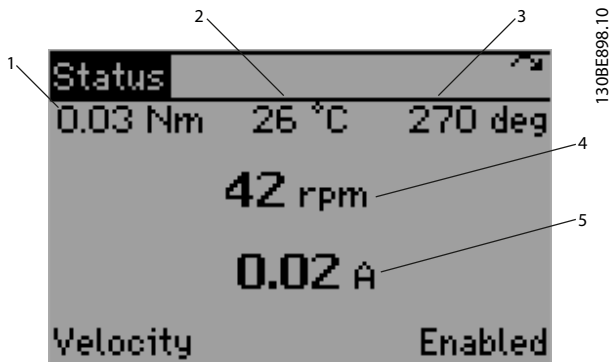 2
3
130BE898.10
1
Status
0.03 Nm 26 °C 270 deg
4
42 rpm
5
0.02 A
Velocity Enabled